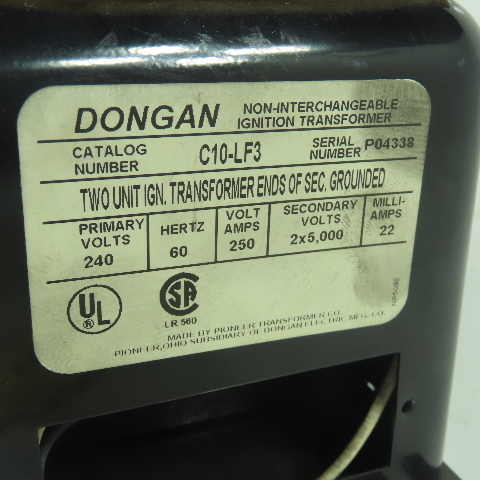 DONGAN NON-INTERCHANGEABLE IGNITION TRANSFORMER
CATALOG NUMBER C10-LF3 SERIAL NUMBER P04338
TWO UNIT IGN. TRANSFORMER ENDS OF SEC. GROUNDED
PRIMARY VOLTS 240
HERTZ 60
VOLT AMPS 250
SECONDARY VOLTS 2x5,000
MILLI-AMPS 22
UL ®
SA
LR 560
MADE BY PIONEER TRANSFORMER CO.
PIONEER, OHIO SUBSIDIARY OF DONGAN ELECTRIC MFG. CO.